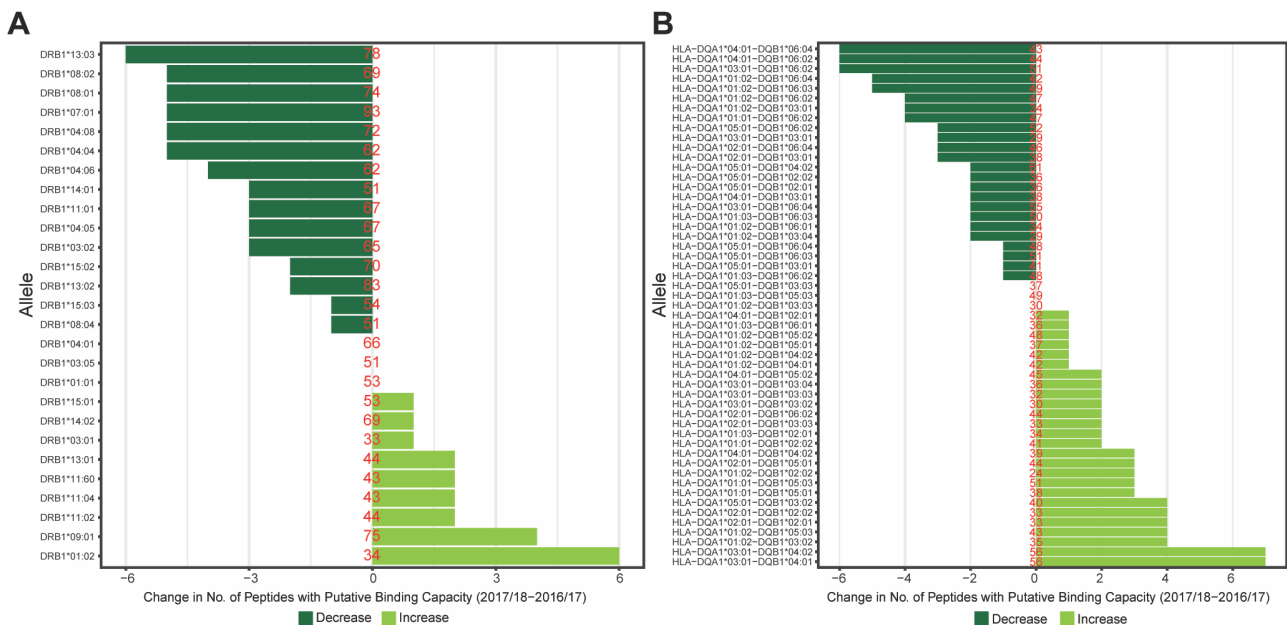 A
Allele
DRB1*13:03 78
DRB1*08:02 69
DRB1*08:01 74
DRB1*07:01 93
DRB1*04:08 72
DRB1*04:04 62
DRB1*04:06 62
DRB1*14:01 51
DRB1*11:01 67
DRB1*04:05 67
DRB1*03:02 65
DRB1*15:02 70
DRB1*13:02 83
DRB1*15:03 54
DRB1*08:04 51
DRB1*04:01 66
DRB1*03:05 51
DRB1*01:01 53
DRB1*15:01 53
DRB1*14:02 69
DRB1*03:01 33
DRB1*13:01 44
DRB1*11:60 43
DRB1*11:04 43
DRB1*11:02 44
DRB1*09:01 75
DRB1*01:02 34
−6 −3 0 3 6
Change in No. of Peptides with Putative Binding Capacity (2017/18−2016/17)
Decrease Increase
B
Allele
HLA−DQA1*04:01−DQB1*06:04 43
HLA−DQA1*04:01−DQB1*06:02 44
HLA−DQA1*03:01−DQB1*06:02 51
HLA−DQA1*01:02−DQB1*06:04 42
HLA−DQA1*01:02−DQB1*06:03 49
HLA−DQA1*01:02−DQB1*06:02 47
HLA−DQA1*01:02−DQB1*03:01 34
HLA−DQA1*01:01−DQB1*06:02 47
HLA−DQA1*05:01−DQB1*06:02 52
HLA−DQA1*03:01−DQB1*03:01 39
HLA−DQA1*02:01−DQB1*06:04 46
HLA−DQA1*02:01−DQB1*03:01 38
HLA−DQA1*05:01−DQB1*04:02 61
HLA−DQA1*05:01−DQB1*02:02 36
HLA−DQA1*05:01−DQB1*02:01 36
HLA−DQA1*04:01−DQB1*03:01 38
HLA−DQA1*03:01−DQB1*06:04 55
HLA−DQA1*01:03−DQB1*06:03 50
HLA−DQA1*01:02−DQB1*06:01 34
HLA−DQA1*01:02−DQB1*03:04 29
HLA−DQA1*05:01−DQB1*06:04 48
HLA−DQA1*05:01−DQB1*06:03 61
HLA−DQA1*05:01−DQB1*03:01 41
HLA−DQA1*01:03−DQB1*06:02 48
HLA−DQA1*05:01−DQB1*03:03 37
HLA−DQA1*01:03−DQB1*05:03 49
HLA−DQA1*01:02−DQB1*03:03 30
HLA−DQA1*04:01−DQB1*02:01 32
HLA−DQA1*01:03−DQB1*06:01 36
HLA−DQA1*01:02−DQB1*05:02 48
HLA−DQA1*01:02−DQB1*05:01 37
HLA−DQA1*01:02−DQB1*04:02 42
HLA−DQA1*01:02−DQB1*04:01 42
HLA−DQA1*04:01−DQB1*05:02 45
HLA−DQA1*03:01−DQB1*03:04 36
HLA−DQA1*03:01−DQB1*03:03 32
HLA−DQA1*03:01−DQB1*03:02 30
HLA−DQA1*02:01−DQB1*06:02 44
HLA−DQA1*02:01−DQB1*03:03 33
HLA−DQA1*01:03−DQB1*02:01 34
HLA−DQA1*01:01−DQB1*02:02 41
HLA−DQA1*04:01−DQB1*04:02 39
HLA−DQA1*02:01−DQB1*05:01 44
HLA−DQA1*01:02−DQB1*02:02 24
HLA−DQA1*01:01−DQB1*05:03 51
HLA−DQA1*01:01−DQB1*05:01 38
HLA−DQA1*05:01−DQB1*03:02 40
HLA−DQA1*02:01−DQB1*02:02 33
HLA−DQA1*02:01−DQB1*02:01 33
HLA−DQA1*01:02−DQB1*05:03 43
HLA−DQA1*01:02−DQB1*03:02 35
HLA−DQA1*03:01−DQB1*04:02 56
HLA−DQA1*03:01−DQB1*04:01 56
−6 −4 −2 0 2 4 6
Change in No. of Peptides with Putative Binding Capacity (2017/18−2016/17)
Decrease Increase